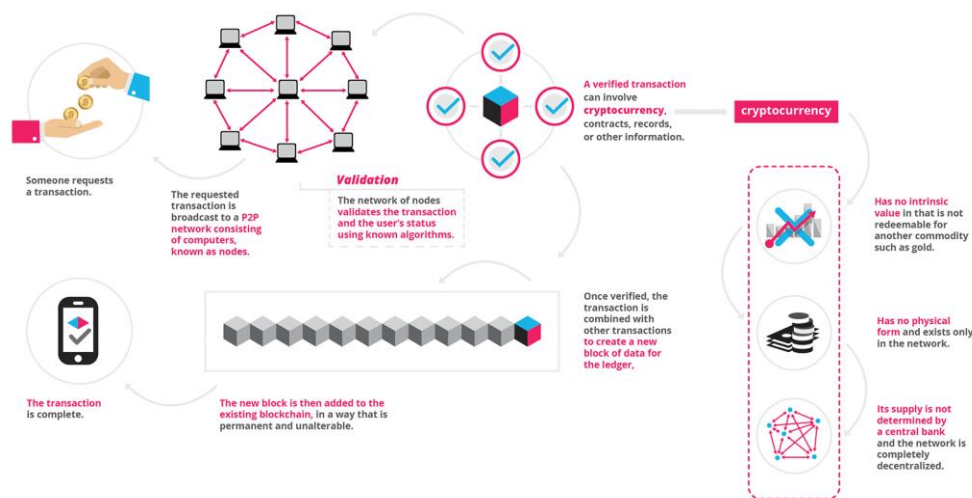 Someone requests
a transaction.
The requested
transaction is
broadcast to a P2P
network consisting
of computers,
known as nodes.
Validation
The network of nodes
validates the transaction
and the user's status
using known algorithms.
A verified transaction
can involve
cryptocurrency,
contracts, records,
or other information.
cryptocurrency
Has no intrinsic
value in that is not
redeemable for
another commodity
such as gold.
Has no physical
form and exists only
in the network.
Its supply is not
determined by
a central bank
and the network is
completely
decentralized.
Once verified, the
transaction is
combined with
other transactions
to create a new
block of data for
the ledger,
The new block is then added to the
existing blockchain, in a way that is
permanent and unalterable.
The transaction
is complete.